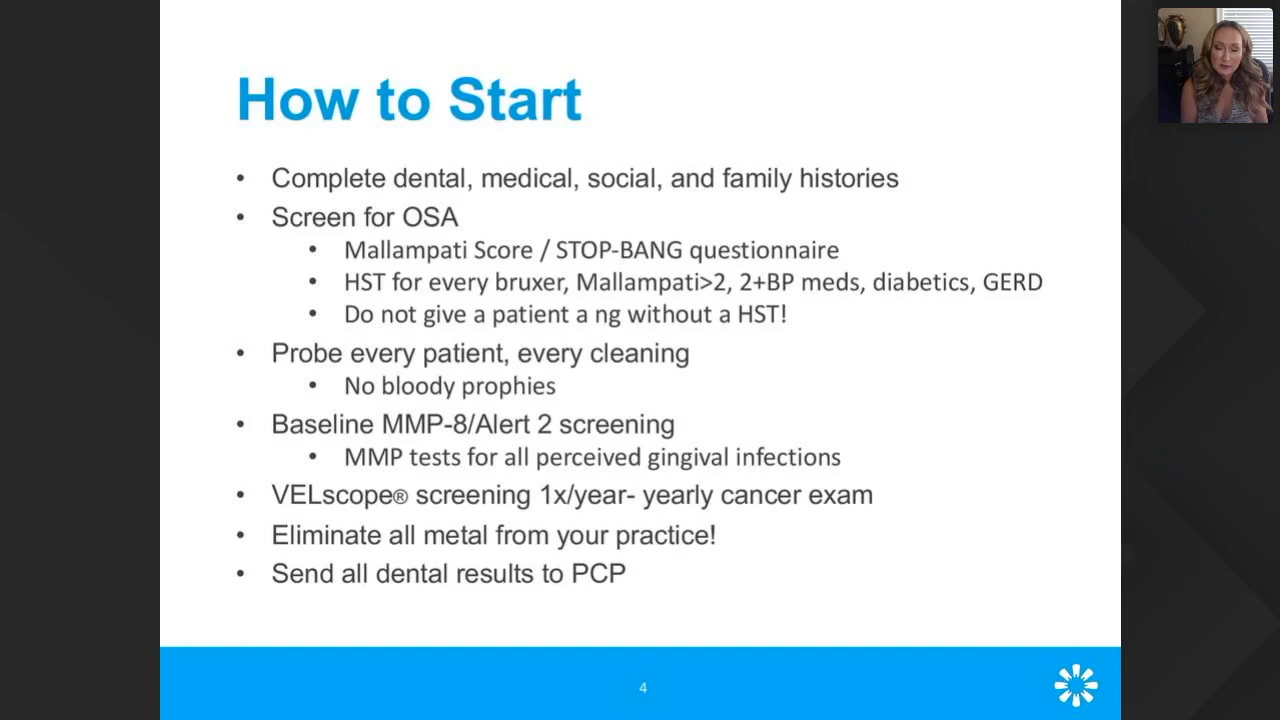 How to Start
• Complete dental, medical, social, and family histories
• Screen for OSA
• Mallampati Score / STOP-BANG questionnaire
• HST for every bruxer, Mallampati>2, 2+BP meds, diabetics, GERD
• Do not give a patient a ng without a HST!
• Probe every patient, every cleaning
• No bloody prophies
• Baseline MMP-8/Alert 2 screening
• MMP tests for all perceived gingival infections
• VELscope® screening 1x/year- yearly cancer exam
• Eliminate all metal from your practice!
• Send all dental results to PCP
4